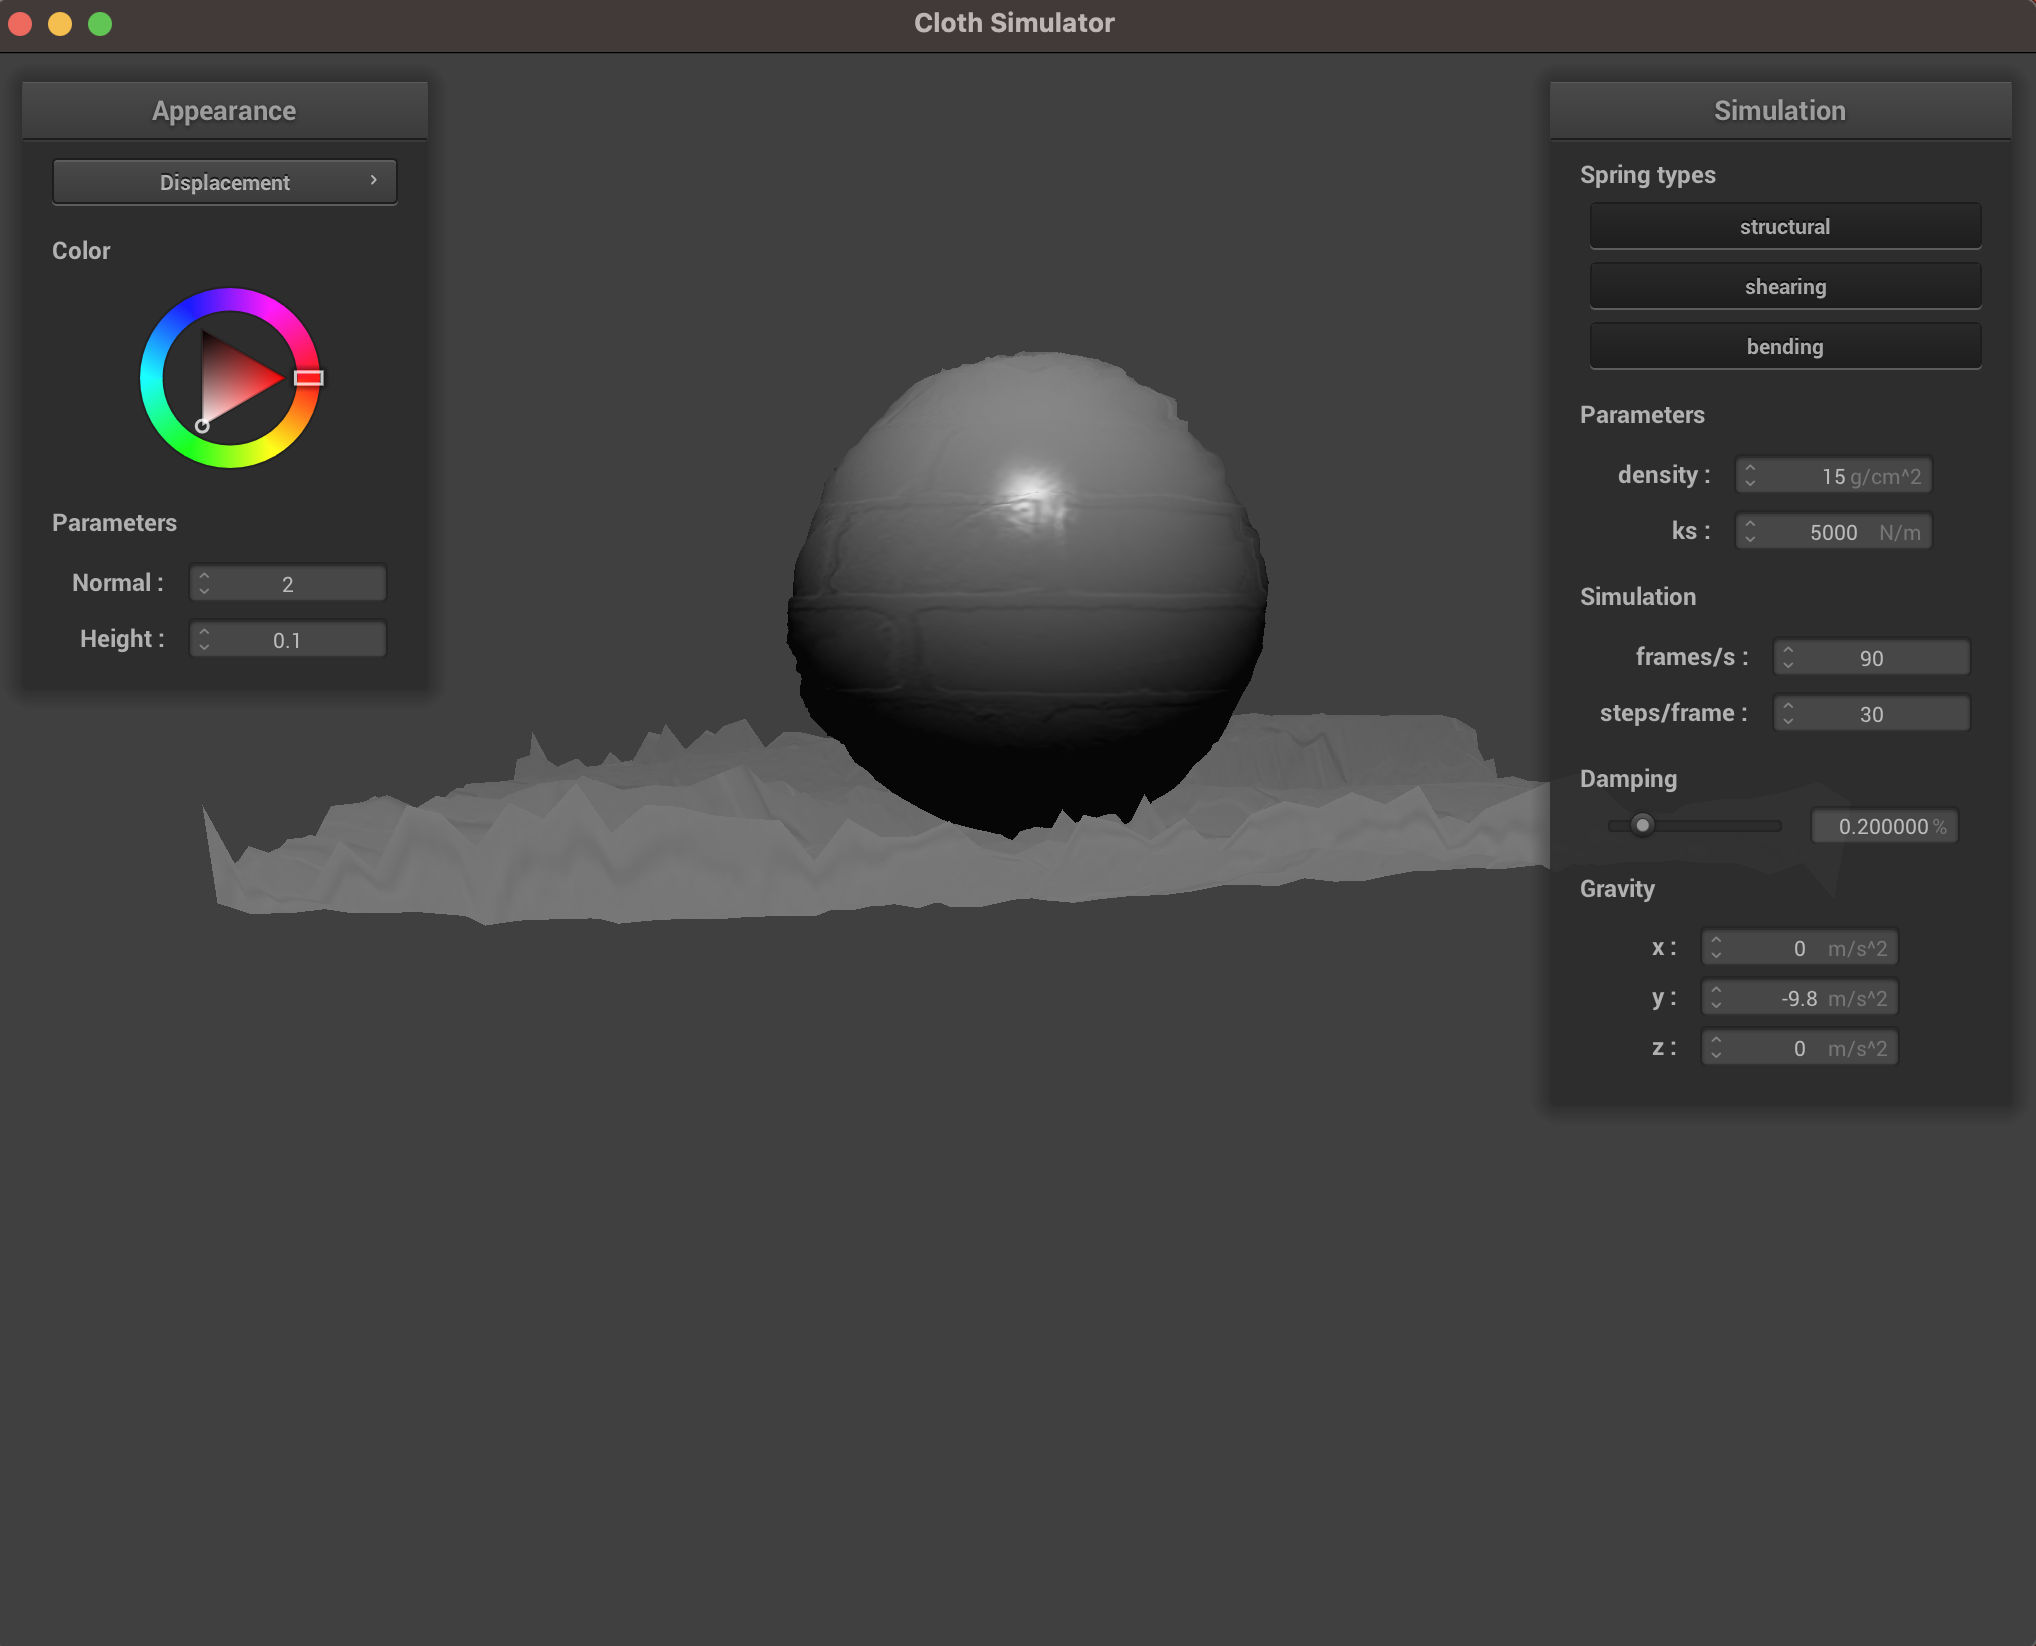 Cloth Simulator
Appearance
Displacement
Color
Parameters
Normal : 2
Height : 0.1
Simulation
Spring types
structural
shearing
bending
Parameters
density : 15 g/cm^2
ks : 5000 N/m
Simulation
frames/s : 90
steps/frame : 30
Damping
0.200000 %
Gravity
x : 0 m/s^2
y : -9.8 m/s^2
z : 0 m/s^2